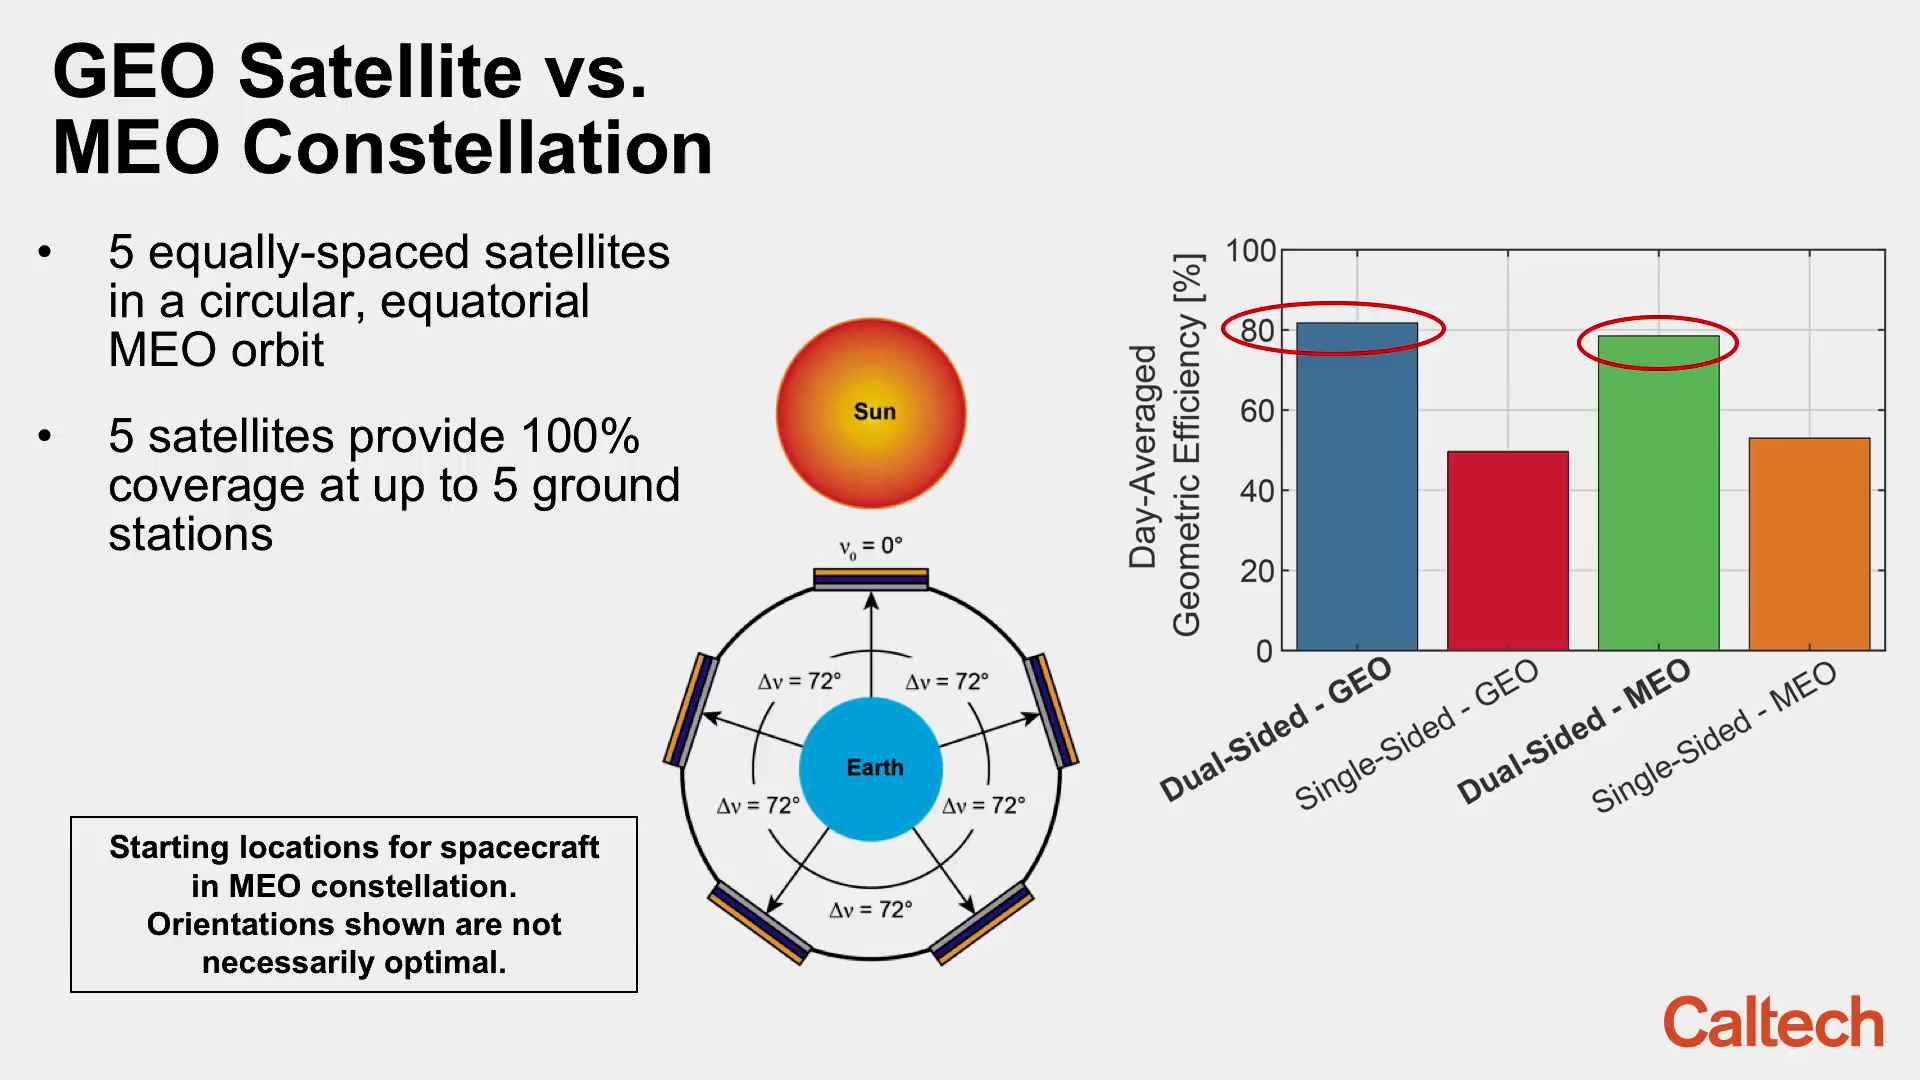 GEO Satellite vs.
MEO Constellation
• 5 equally-spaced satellites
in a circular, equatorial
MEO orbit
• 5 satellites provide 100%
coverage at up to 5 ground
stations
Starting locations for spacecraft
in MEO constellation.
Orientations shown are not
necessarily optimal.
Sun
ν₀ = 0°
Δν = 72°
Δν = 72°
Earth
Δν = 72°
Δν = 72°
Δν = 72°
Day-Averaged
Geometric Efficiency [%]
100
80
60
40
20
0
Dual-Sided - GEO
Single-Sided - GEO
Dual-Sided - MEO
Single-Sided - MEO
Caltech